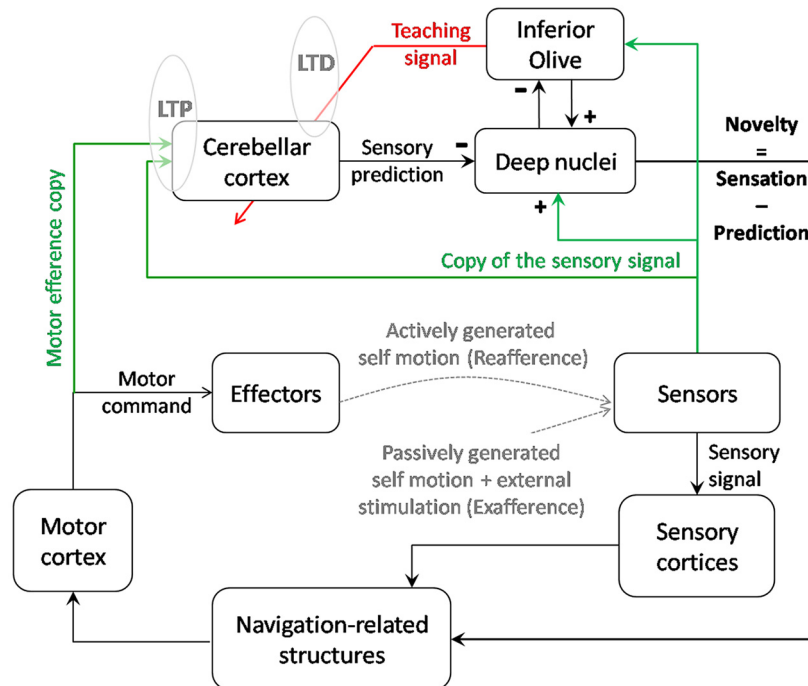 Inferior
Olive
Teaching
signal
LTD
LTP
-
+
Cerebellar
cortex
Sensory
prediction
-
Deep nuclei
+
Novelty
=
Sensation
–
Prediction
Motor efference copy
Copy of the sensory signal
Actively generated
self motion (Reafference)
Motor
command
Effectors
Sensors
Passively generated
self motion + external
stimulation (Exafference)
Sensory
signal
Motor
cortex
Sensory
cortices
Navigation-related
structures